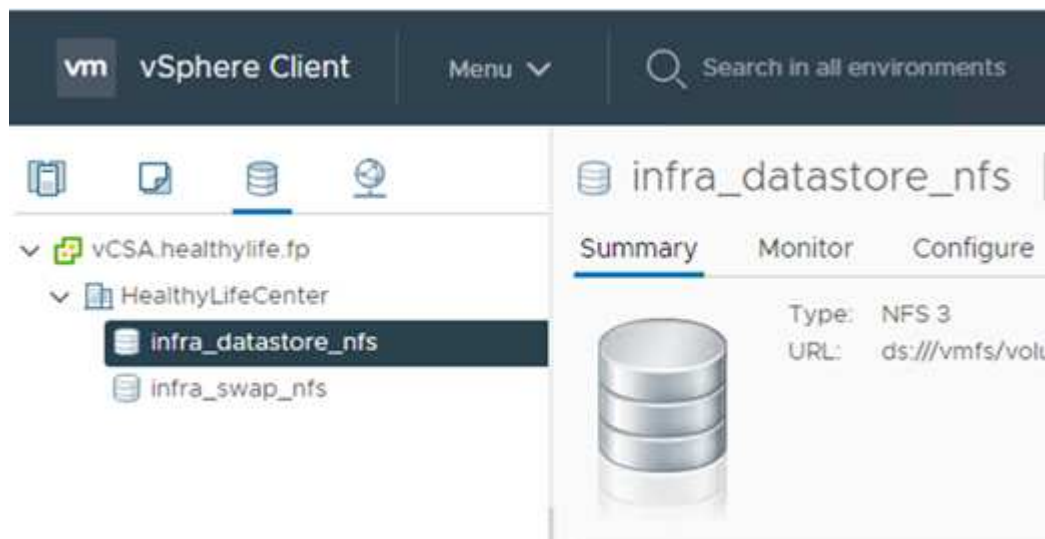 vm vSphere Client Menu Search in all environments
infra_datastore_nfs
Summary Monitor Configure
vCSA.healthylife.fp
HealthyLifeCenter
infra_datastore_nfs
infra_swap_nfs
Type: NFS 3
URL: ds:///vmfs/volu